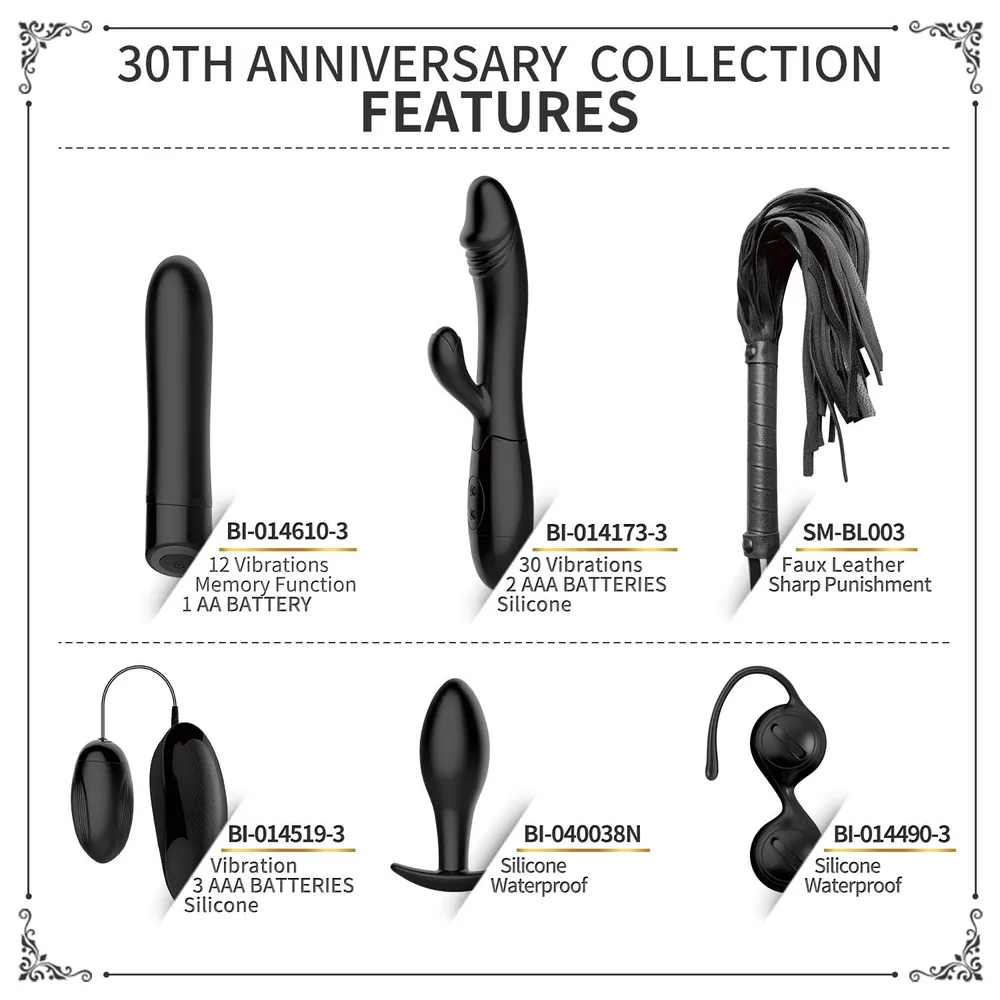 30TH ANNIVERSARY COLLECTION
FEATURES
BI-014610-3
12 Vibrations
Memory Function
1 AA BATTERY
BI-014173-3
30 Vibrations
2 AAA BATTERIES
Silicone
SM-BL003
Faux Leather
Sharp Punishment
BI-014519-3
Vibration
3 AAA BATTERIES
Silicone
BI-040038N
Silicone
Waterproof
BI-014490-3
Silicone
Waterproof